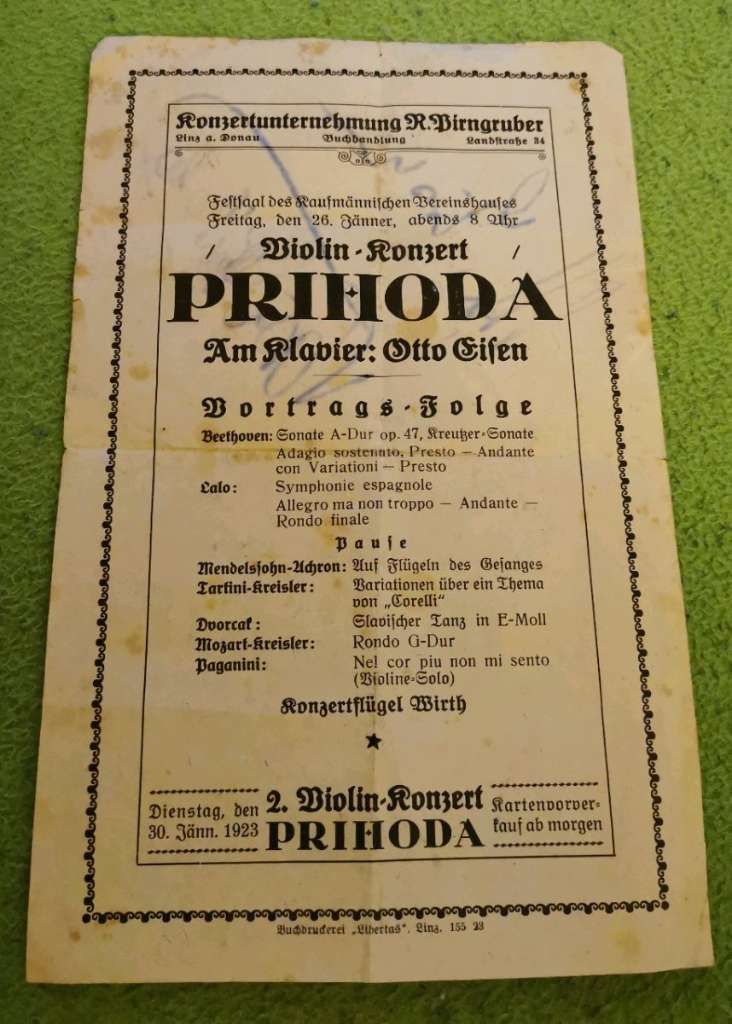 Konzertunternehmung R. Pirngruber
Linz a. Donau Buchhandlung Landstraße 34
Festsaal des Kaufmännischen Vereinshauses
Freitag, den 26. Jänner, abends 8 Uhr
/ Violin-Konzert /
PRIHODA
Am Klavier: Otto Eisen
Vortrags-Folge
Beethoven: Sonate A-Dur op. 47, Kreutzer-Sonate
Adagio sostenuto, Presto — Andante
con Variationi — Presto
Lalo: Symphonie espagnole
Allegro ma non troppo — Andante —
Rondo finale
Pause
Mendelssohn-Achron: Auf Flügeln des Gesanges
Tartini-Kreisler: Variationen über ein Thema
von „Corelli“
Dvorcak: Slavischer Tanz in E-Moll
Mozart-Kreisler: Rondo G-Dur
Paganini: Nel cor piu non mi sento
(Violine-Solo)
Konzertflügel Wirth
Dienstag, den 30. Jänn. 1923
2. Violin-Konzert
PRIHODA
Kartenvorver-
kauf ab morgen
Buchdruckerei „Libertas“, Linz. 155 23